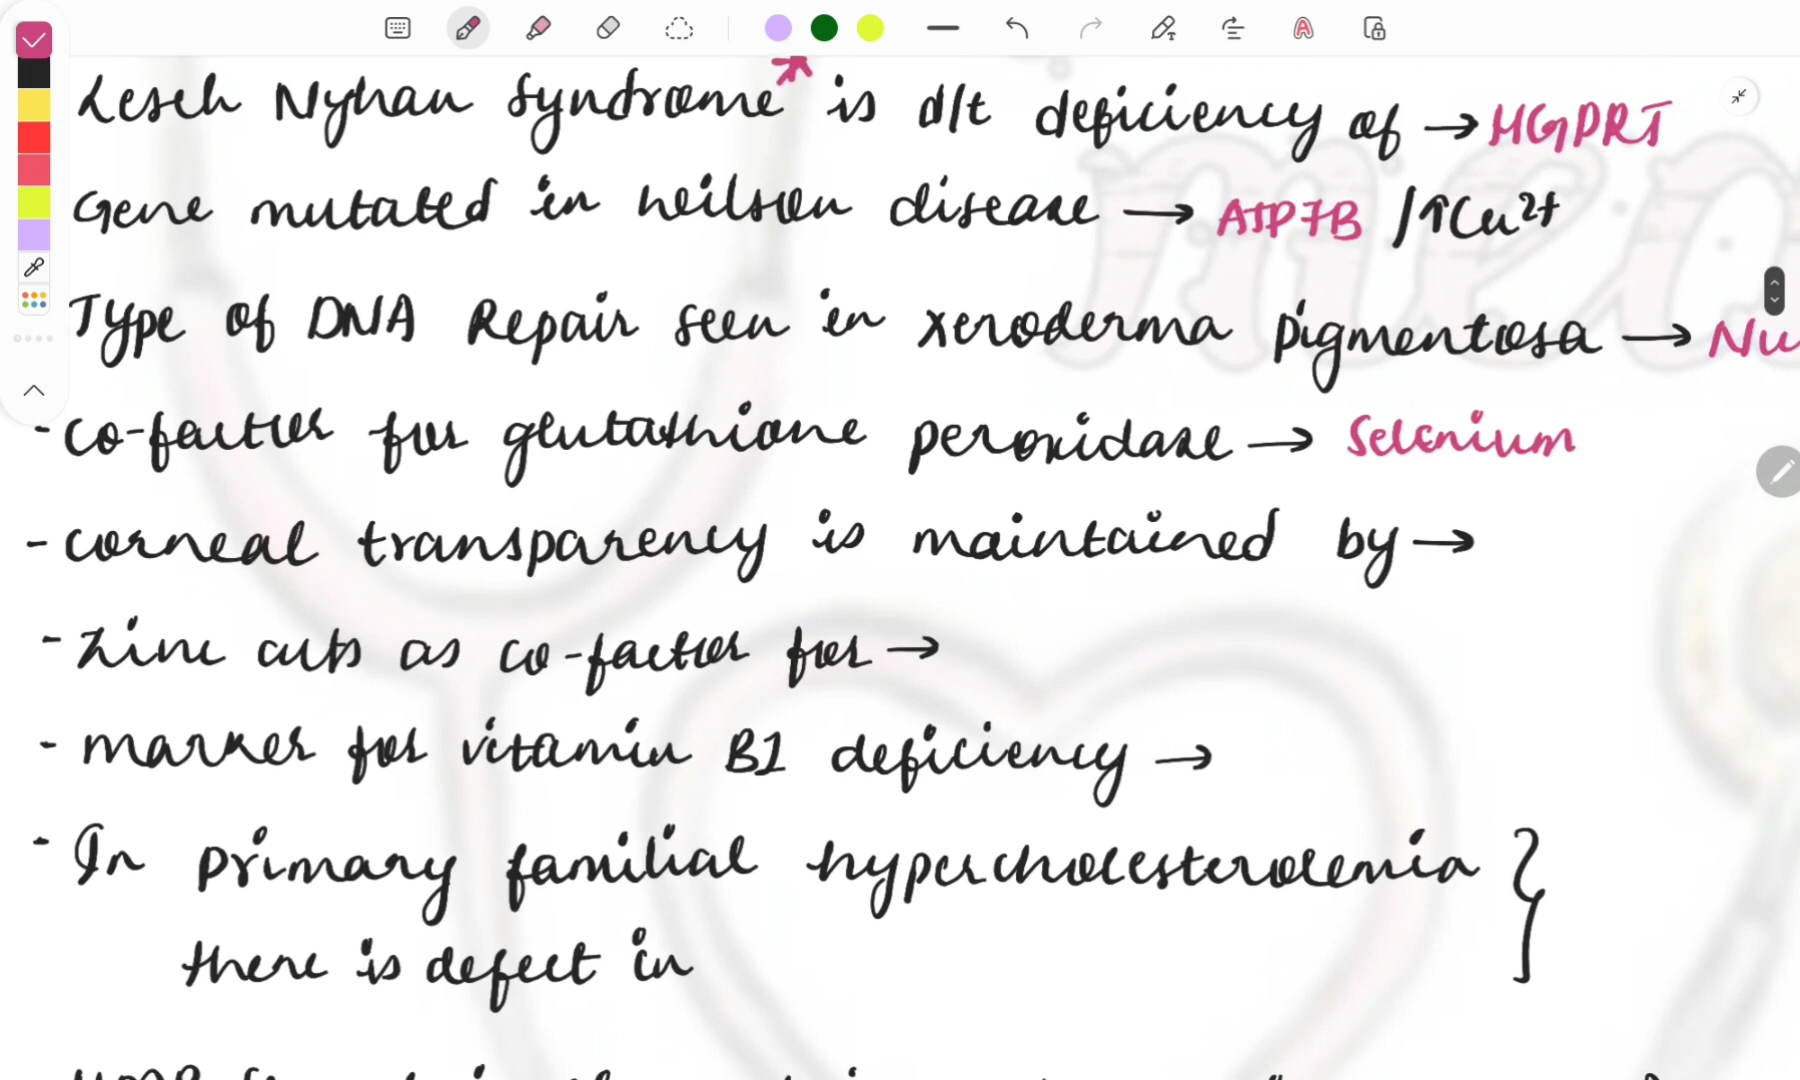 Lesch Nyhan Syndrome* is d/t deficiency of → HGPRT
Gene mutated in Weilson disease → ATP7B /↑Cu²⁺
Type of DNA Repair seen in xeroderma pigmentosa → Nu
- co-factor for glutathione peroxidase → Selenium
- corneal transparency is maintained by →
- Zinc acts as co-factor for →
- marker for vitamin B1 deficiency →
- In primary familial hypercholesterolemia }
there is defect in